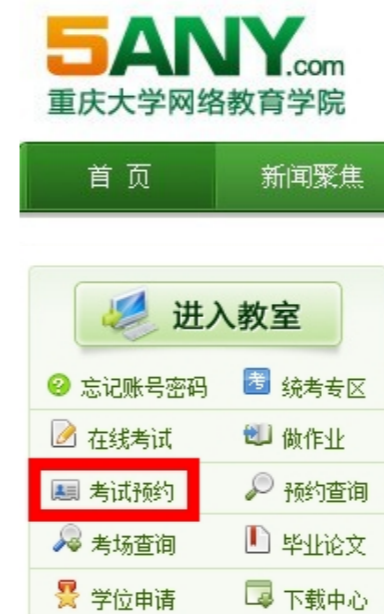 5ANY.com
重庆大学网络教育学院
首 页 新闻聚焦
进入教室
忘记账号密码 考 统考专区
在线考试 做作业
考试预约 预约查询
考场查询 毕业论文
学位申请 下载中心